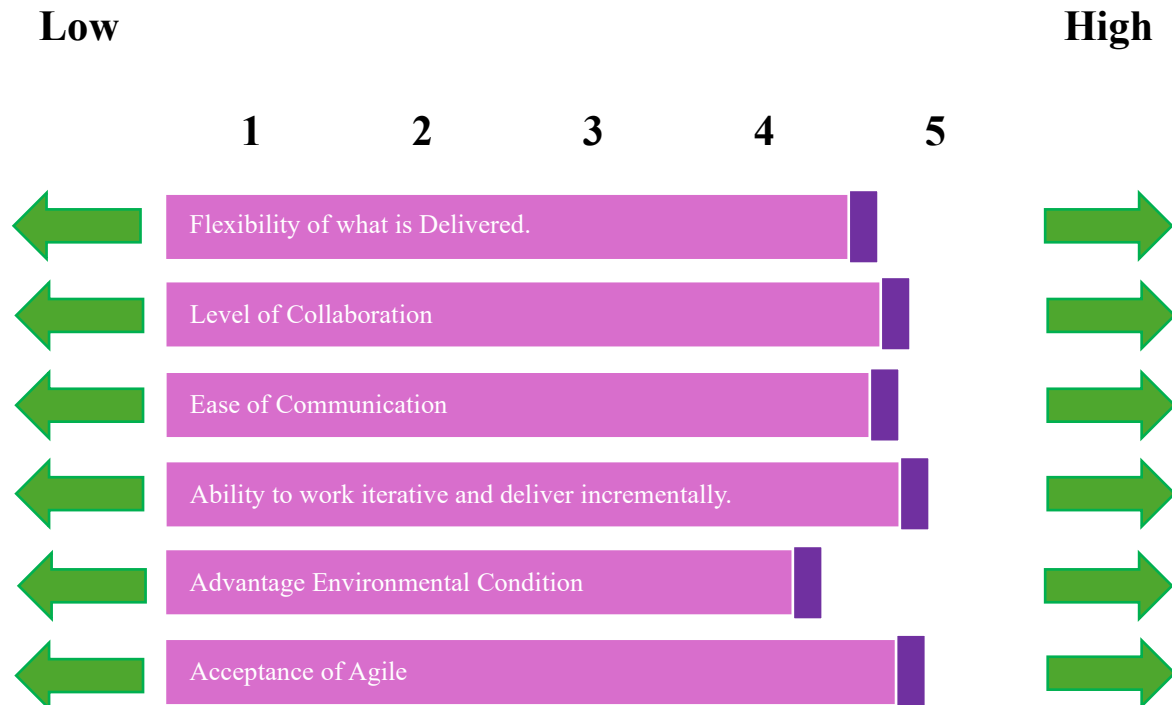 Low High
1 2 3 4 5
Flexibility of what is Delivered.
Level of Collaboration
Ease of Communication
Ability to work iterative and deliver incrementally.
Advantage Environmental Condition
Acceptance of Agile